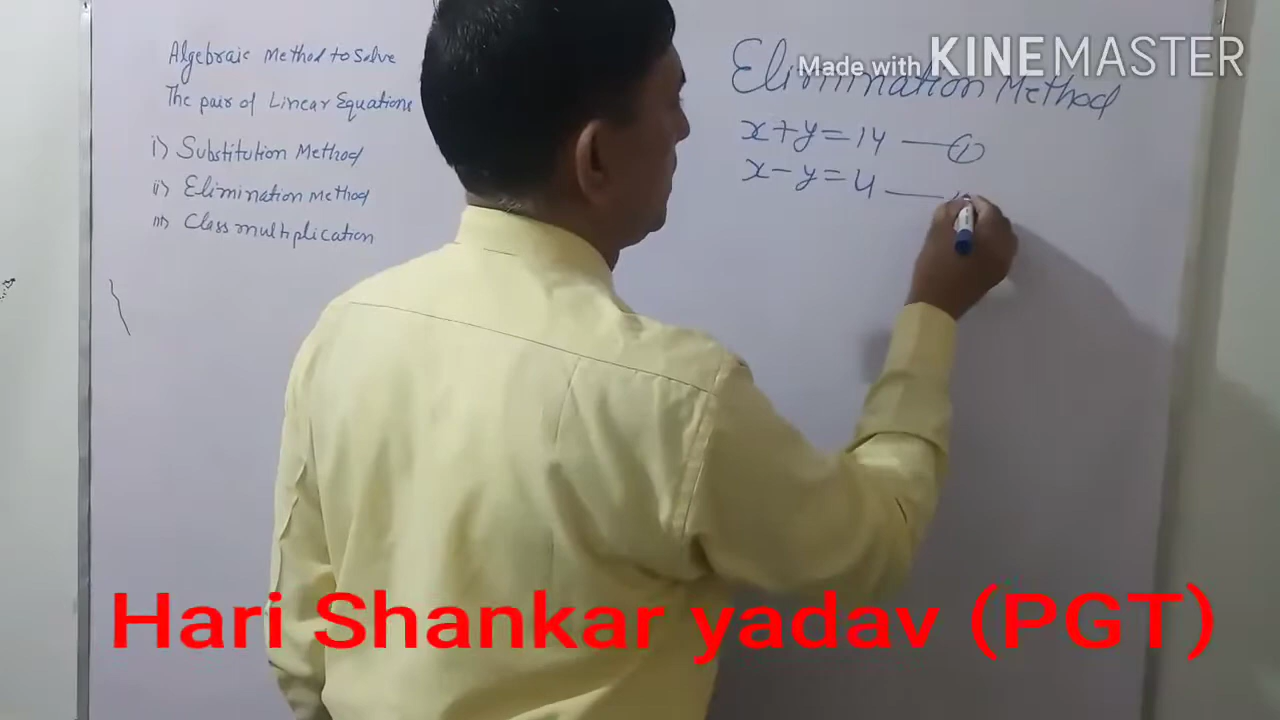 Algebraic Method to Solve
The pair of Linear Equations
i) Substitution Method
ii) Elimination Method
iii) Class multiplication
Made with KINEMASTER
Elimination Method
x+y=14 —①
x-y=4 —
Hari Shankar yadav (PGT)